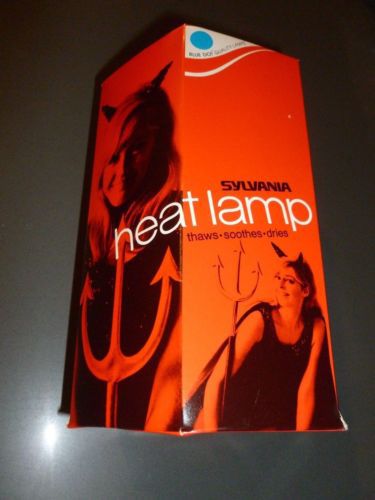 BLUE DOT QUALITY LAMPS
SYLVANIA
heat lamp
thaws•soothes•dries